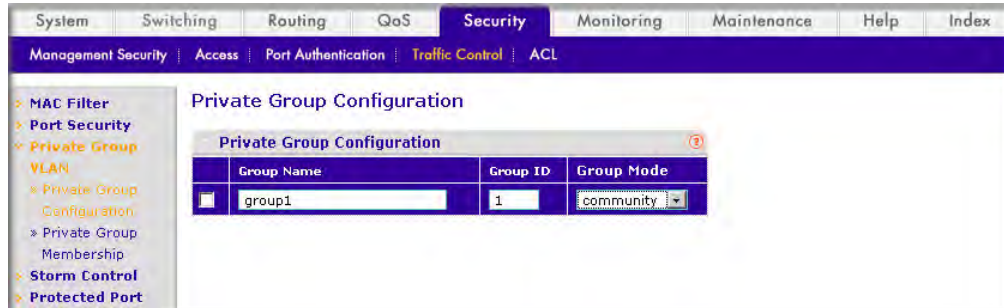 System Switching Routing QoS Security Monitoring Maintenance Help Index
Management Security Access Port Authentication Traffic Control ACL
MAC Filter
Port Security
Private Group
VLAN
» Private Group
Configuration
» Private Group
Membership
Storm Control
Protected Port
Private Group Configuration
Private Group Configuration ?
Group Name Group ID Group Mode
group1 1 community